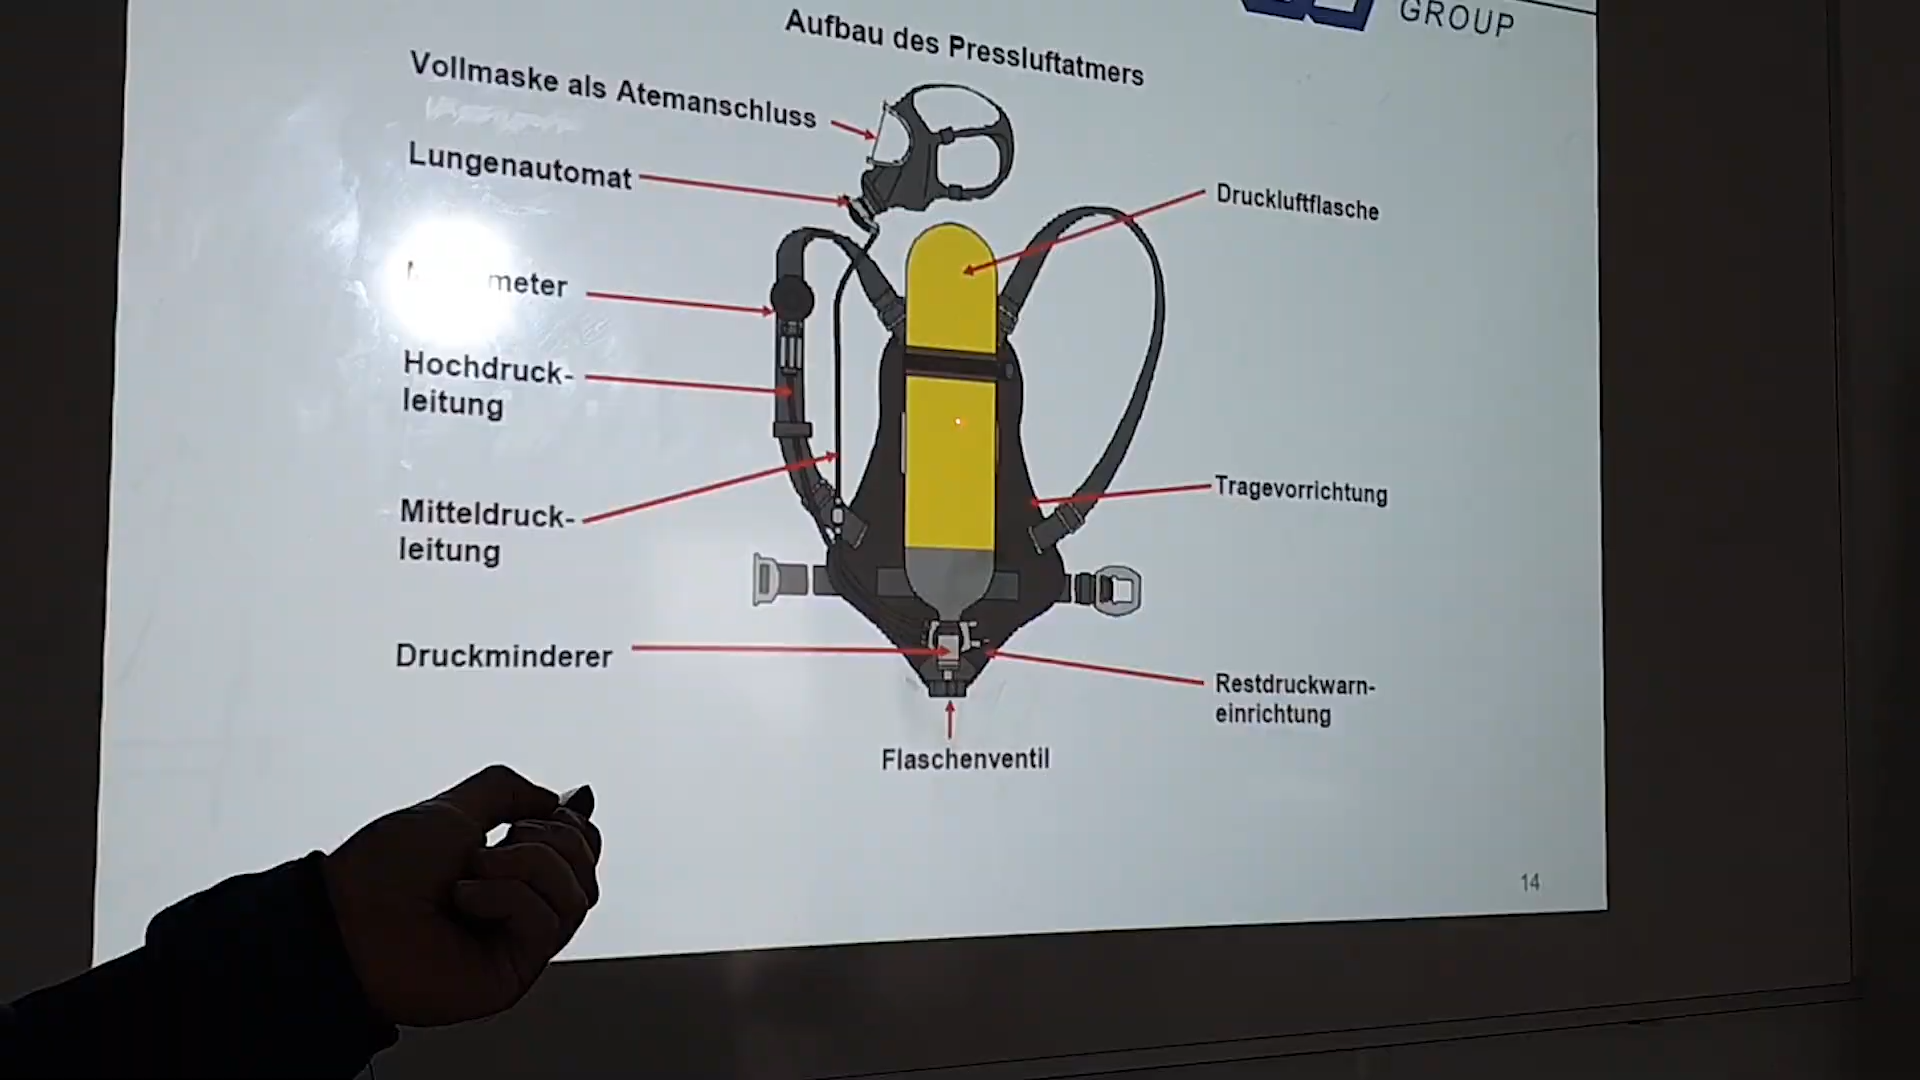 GROUP
Aufbau des Pressluftatmers
Vollmaske als Atemanschluss
Lungenautomat
meter
Hochdruck-
leitung
Mitteldruck-
leitung
Druckminderer
Flaschenventil
Druckluftflasche
Tragevorrichtung
Restdruckwarn-
einrichtung
14